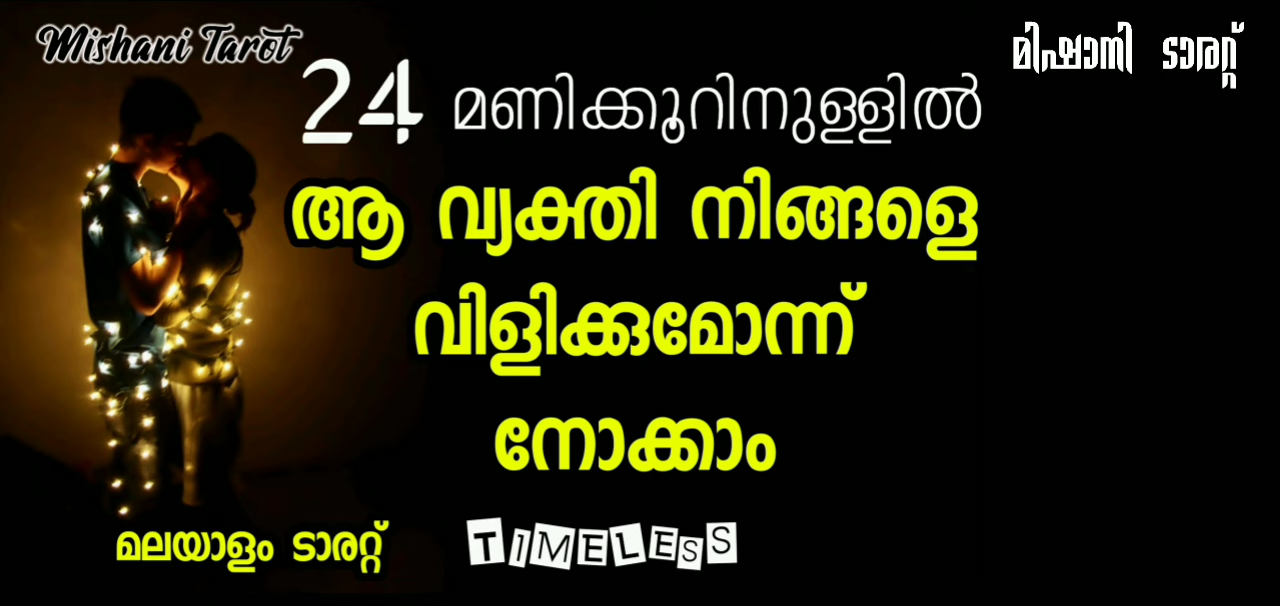 Mishani Tarot
മിഷാനി ടാരറ്റ്
24 മണിക്കൂറിനുള്ളിൽ
ആ വ്യക്തി നിങ്ങളെ
വിളിക്കുമോന്ന്
നോക്കാം
മലയാളം ടാരറ്റ്
TIMELESS